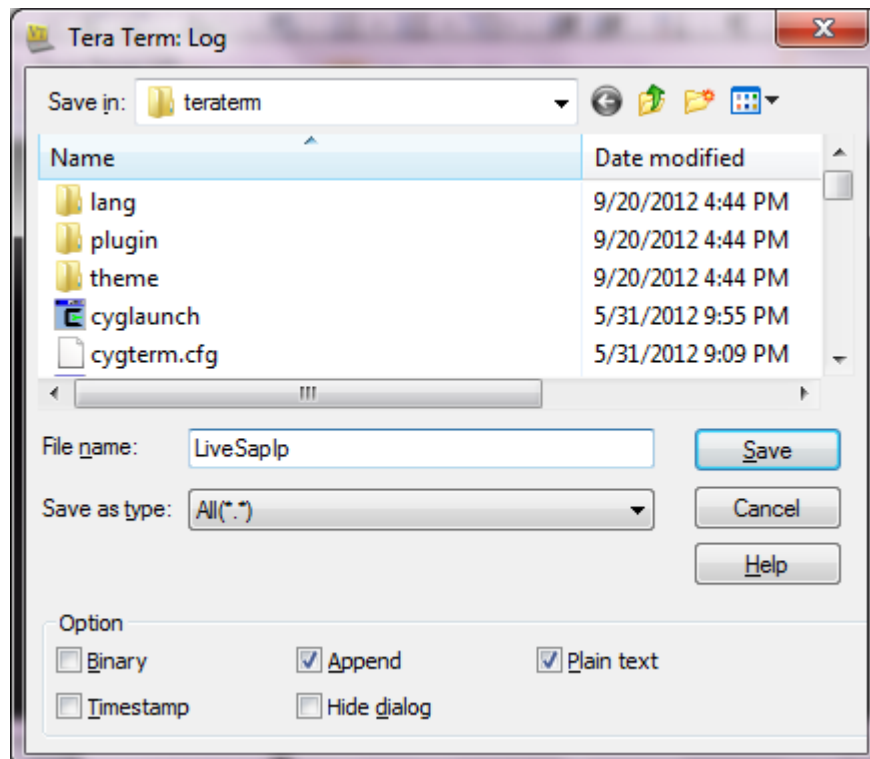 Tera Term: Log
Save in: teraterm
Name Date modified
lang 9/20/2012 4:44 PM
plugin 9/20/2012 4:44 PM
theme 9/20/2012 4:44 PM
cyglaunch 5/31/2012 9:55 PM
cygterm.cfg 5/31/2012 9:09 PM
File name: LiveSapIp Save
Save as type: All(*.*) Cancel
Help
Option
Binary Append Plain text
Timestamp Hide dialog